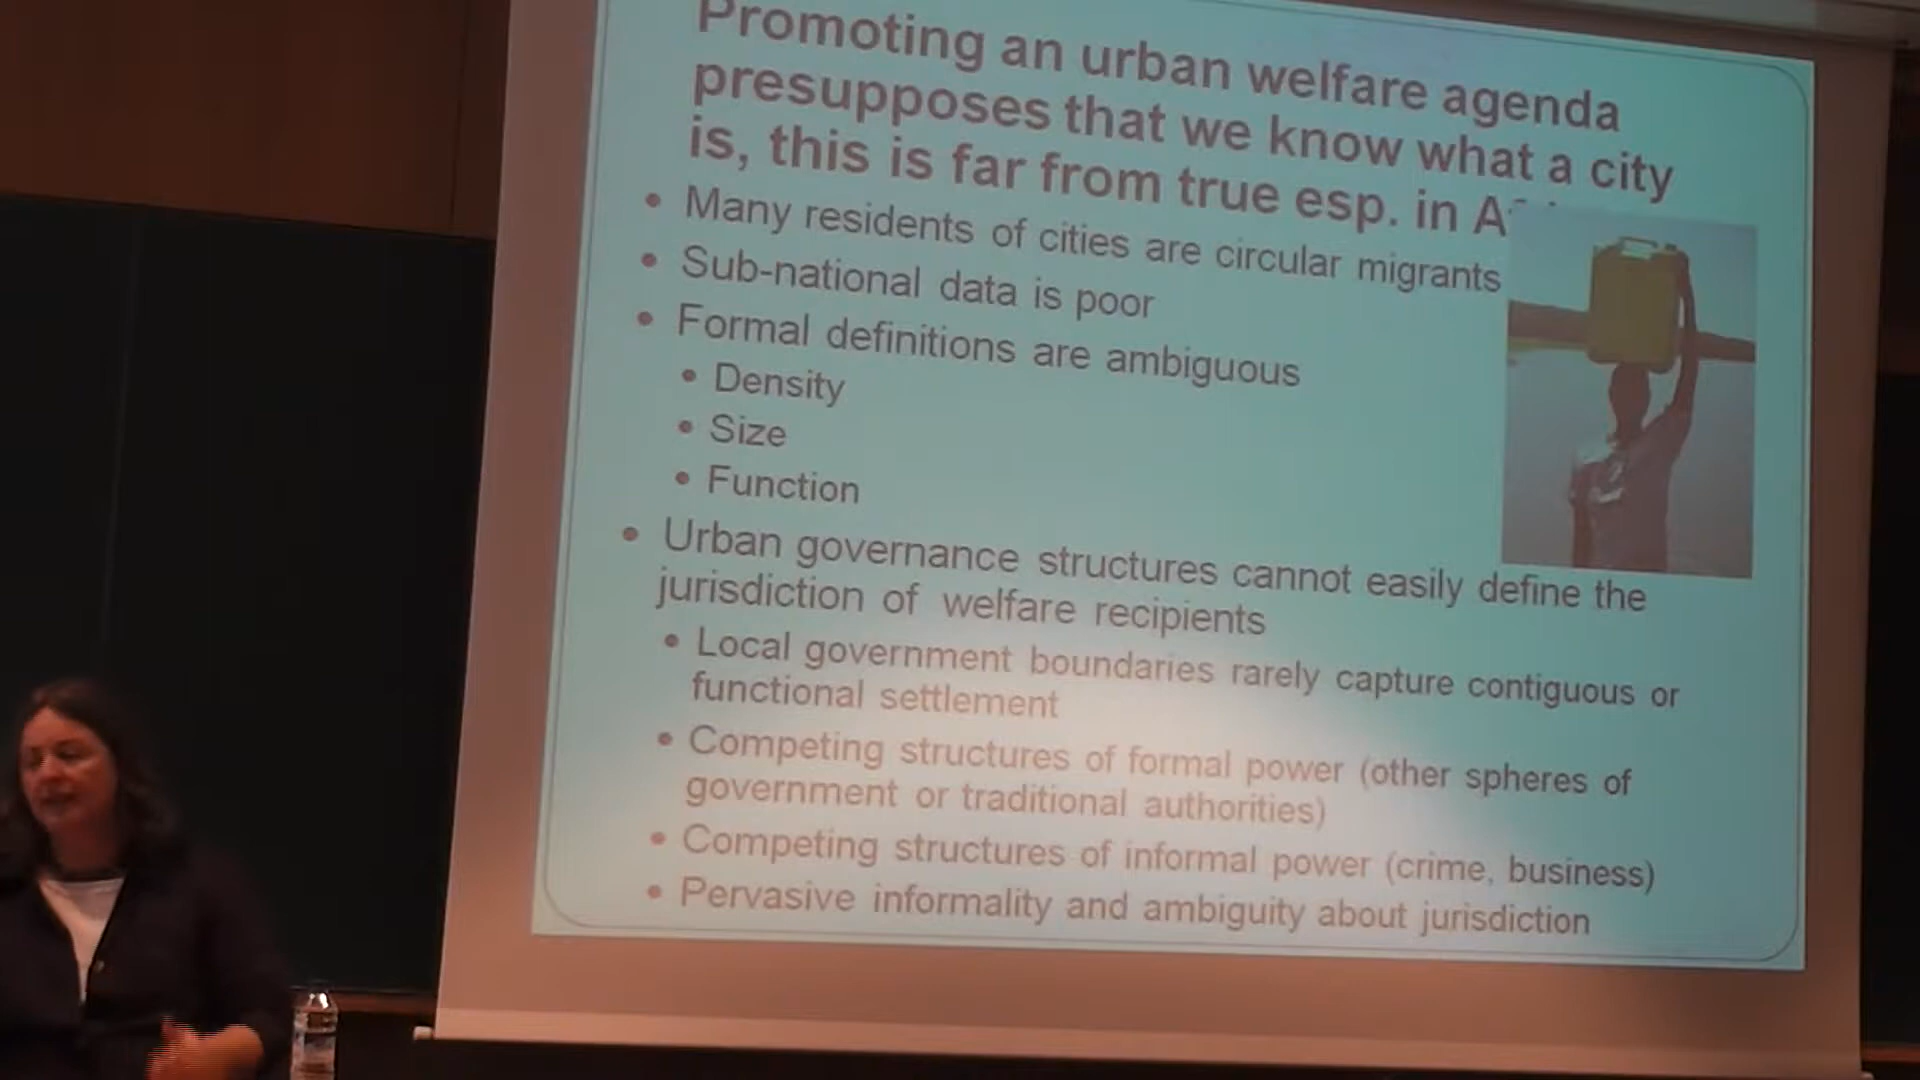 Promoting an urban welfare agenda
presupposes that we know what a city
is, this is far from true esp. in
• Many residents of cities are circular migrants
• Sub-national data is poor
• Formal definitions are ambiguous
• Density
• Size
• Function
• Urban governance structures cannot easily define the
jurisdiction of welfare recipients
• Local government boundaries rarely capture contiguous or
functional settlement
• Competing structures of formal power (other spheres of
government or traditional authorities)
• Competing structures of informal power (crime, business)
• Pervasive informality and ambiguity about jurisdiction